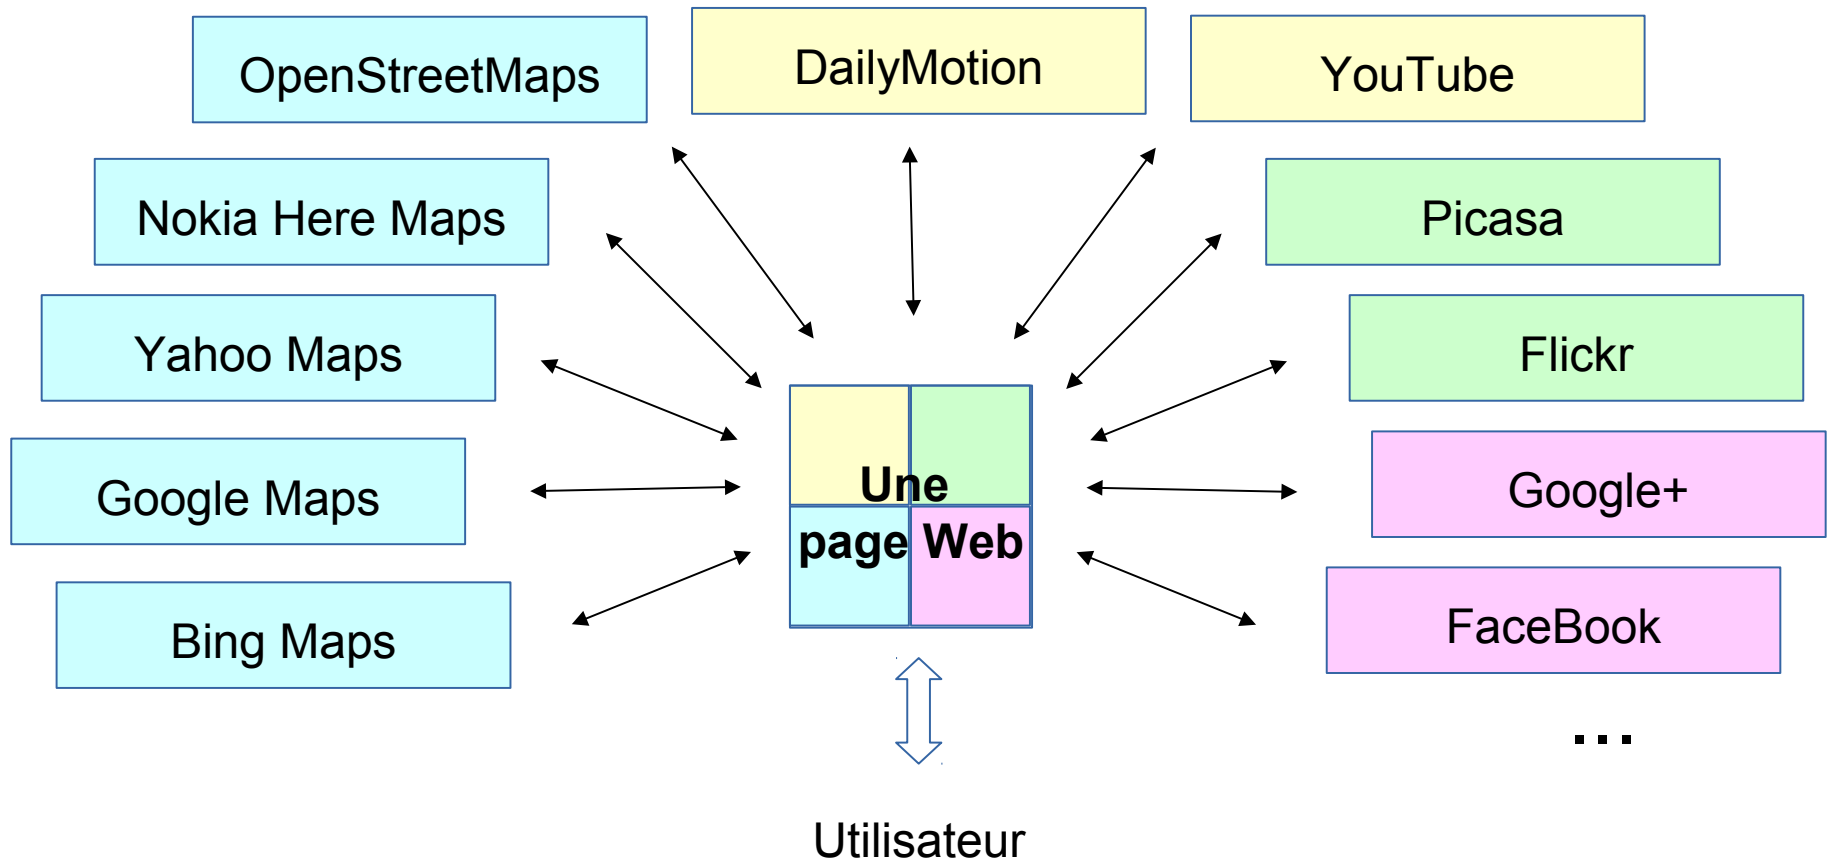 OpenStreetMaps
DailyMotion
YouTube
Nokia Here Maps
Picasa
Yahoo Maps
Flickr
Google Maps
Une
page Web
Google+
Bing Maps
FaceBook
...
Utilisateur